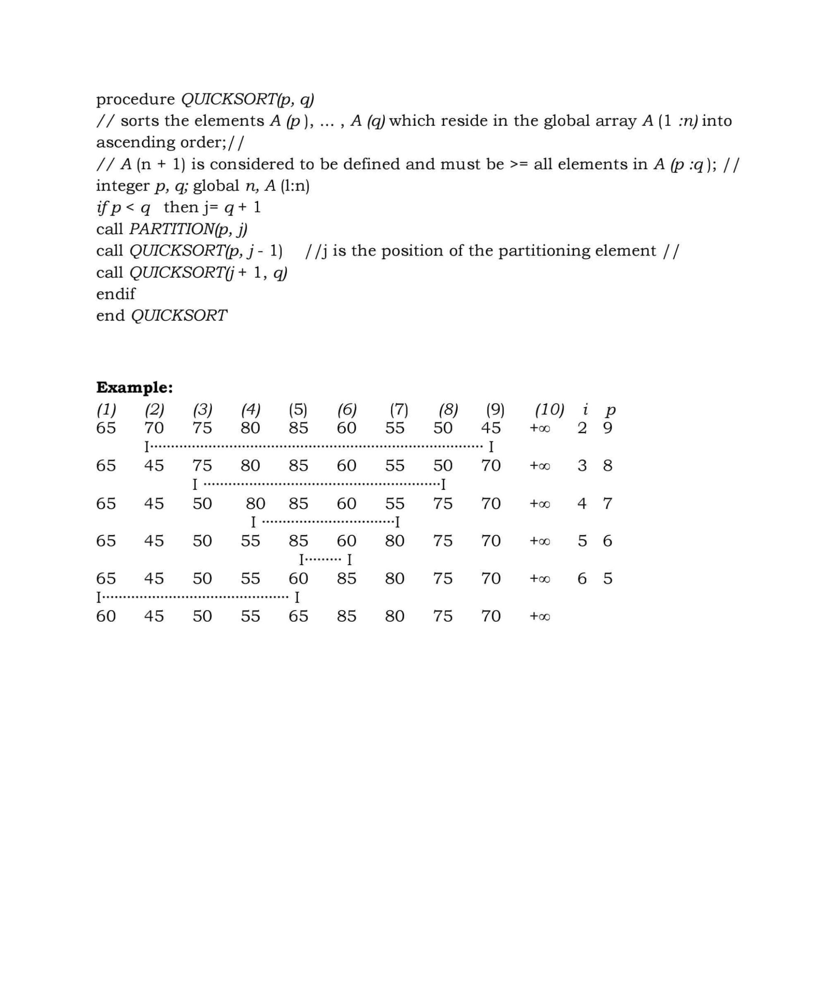 procedure QUICKSORT(p, q)
// sorts the elements A (p ), ... , A (q) which reside in the global array A (1 :n) into
ascending order;//
// A (n + 1) is considered to be defined and must be >= all elements in A (p :q ); //
integer p, q; global n, A (l:n)
if p < q then j= q + 1
call PARTITION(p, j)
call QUICKSORT(p, j - 1) //j is the position of the partitioning element //
call QUICKSORT(j + 1, q)
endif
end QUICKSORT
Example:
(1) (2) (3) (4) (5) (6) (7) (8) (9) (10) i p
65 70 75 80 85 60 55 50 45 +∞ 2 9
I.................................................................................. I
65 45 75 80 85 60 55 50 70 +∞ 3 8
I ..........................................................I
65 45 50 80 85 60 55 75 70 +∞ 4 7
I ................................I
65 45 50 55 85 60 80 75 70 +∞ 5 6
I......... I
65 45 50 55 60 85 80 75 70 +∞ 6 5
I.............................................. I
60 45 50 55 65 85 80 75 70 +∞